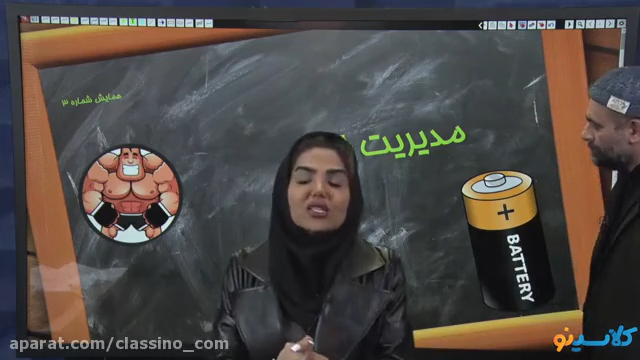 همایش شماره ۳
مدیریت
BATTERY
aparat.com/classino_com
کلاسینو